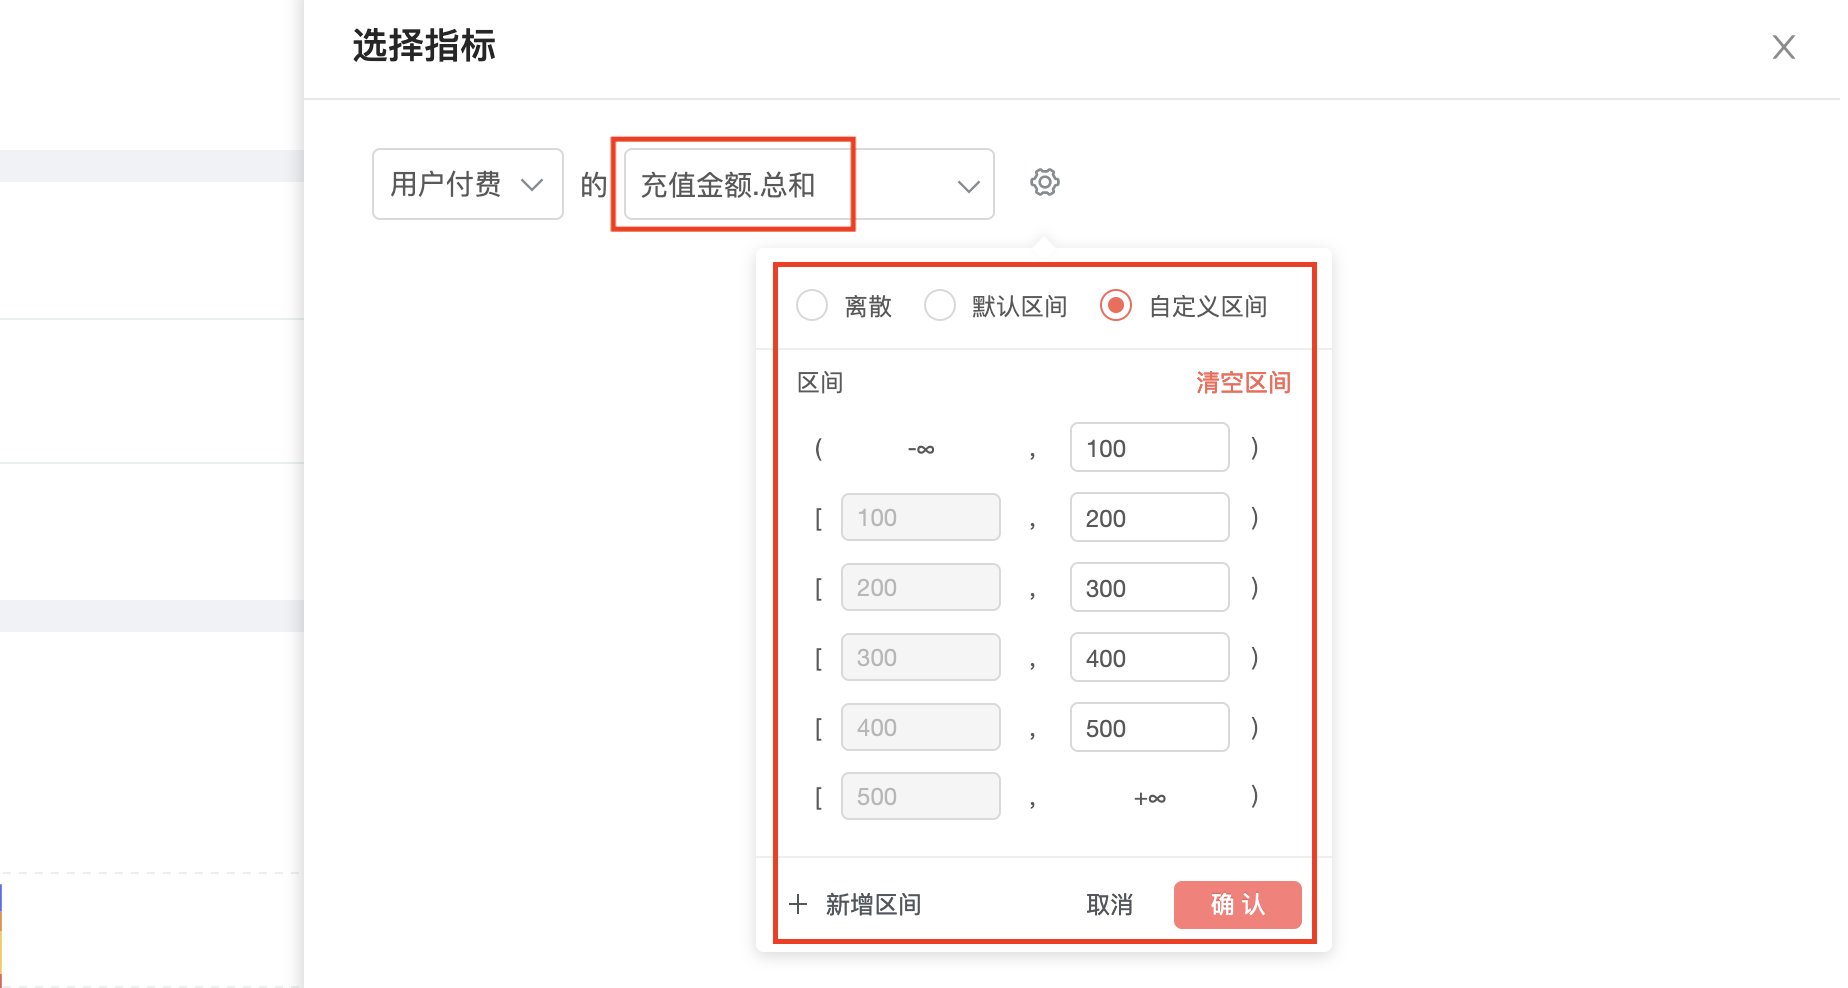 选择指标
用户付费 的 充值金额.总和
离散 默认区间 自定义区间
区间 清空区间
( -∞ , 100 )
[ 100 , 200 )
[ 200 , 300 )
[ 300 , 400 )
[ 400 , 500 )
[ 500 , +∞ )
+ 新增区间 取消 确 认